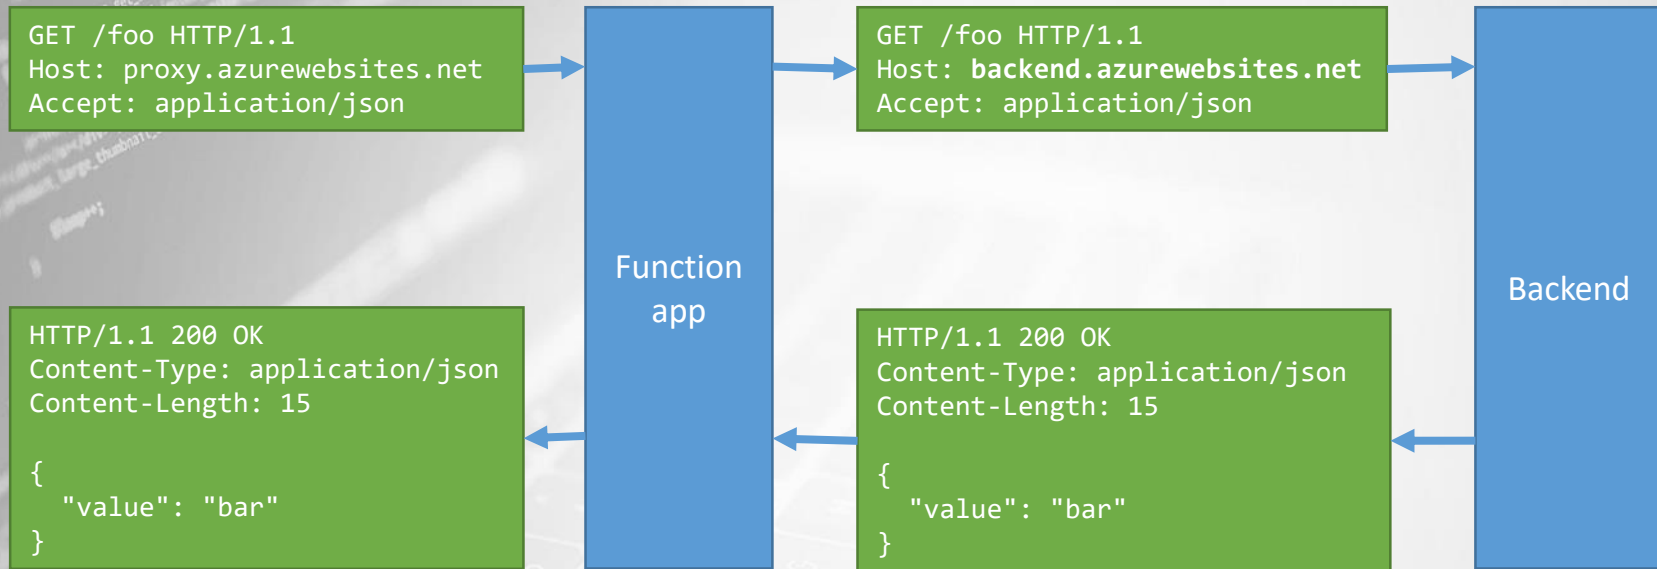 GET /foo HTTP/1.1
Host: proxy.azurewebsites.net
Accept: application/json
GET /foo HTTP/1.1
Host: backend.azurewebsites.net
Accept: application/json
Function
app
Backend
HTTP/1.1 200 OK
Content-Type: application/json
Content-Length: 15
{
"value": "bar"
}
HTTP/1.1 200 OK
Content-Type: application/json
Content-Length: 15
{
"value": "bar"
}